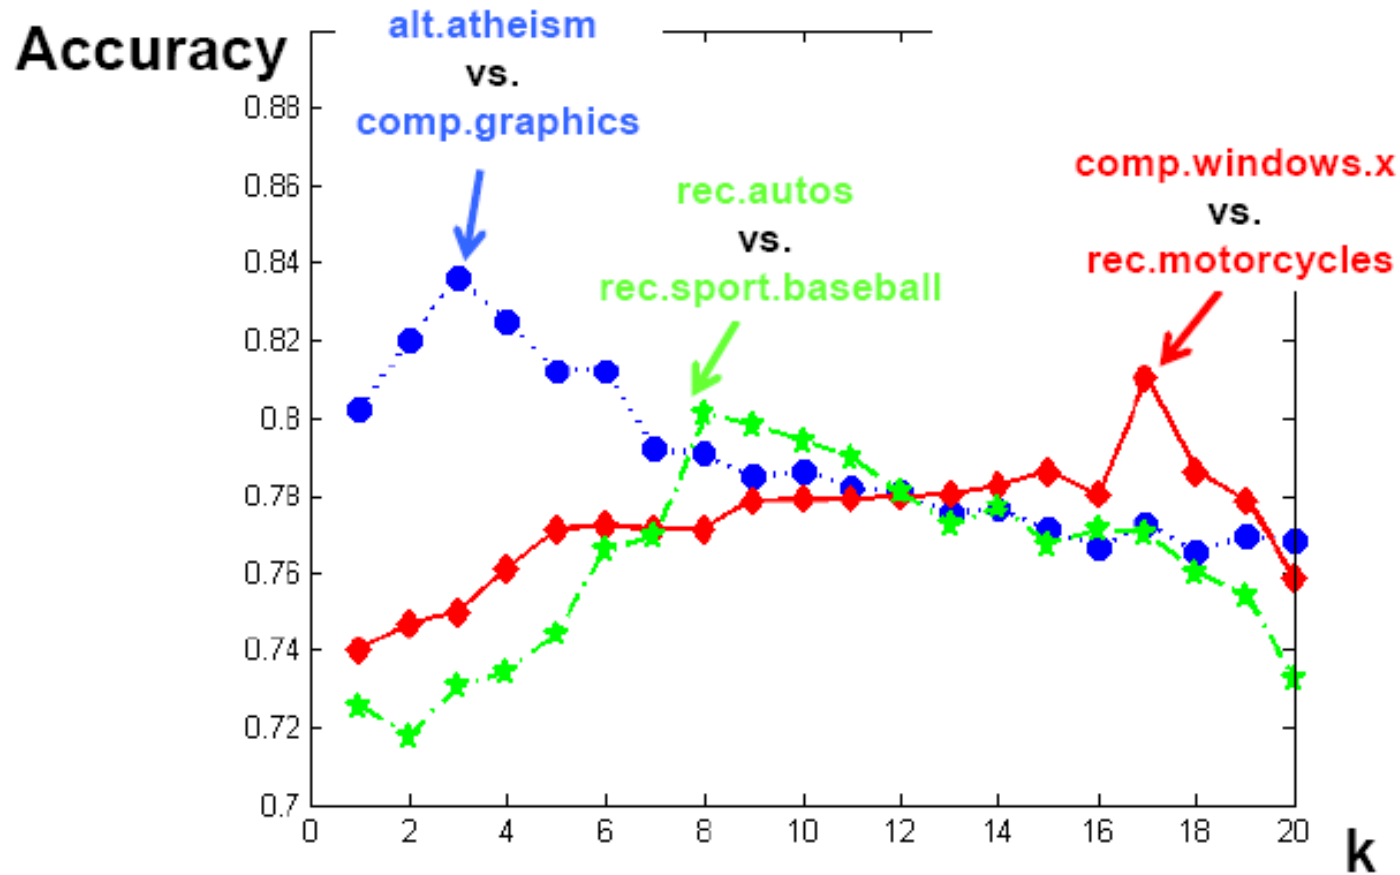 Accuracy
alt.atheism
vs.
comp.graphics
rec.autos
vs.
rec.sport.baseball
comp.windows.x
vs.
rec.motorcycles
0.88
0.86
0.84
0.82
0.8
0.78
0.76
0.74
0.72
0.7
0 2 4 6 8 10 12 14 16 18 20
k